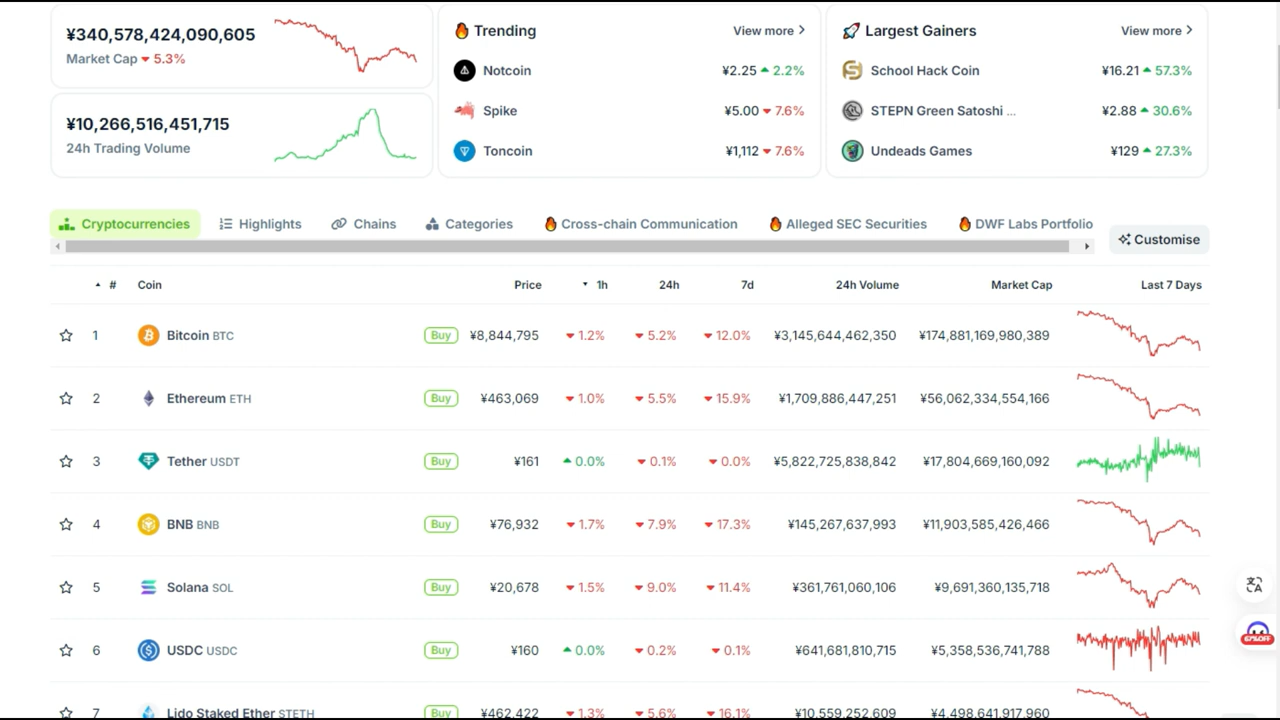 ¥340,578,424,090,605
Market Cap 5.3%
¥10,266,516,451,715
24h Trading Volume
Trending View more
Notcoin ¥2.25 2.2%
Spike ¥5.00 7.6%
Toncoin ¥1,112 7.6%
Largest Gainers View more
School Hack Coin ¥16.21 57.3%
STEPN Green Satoshi ... ¥2.88 30.6%
Undeads Games ¥129 27.3%
Cryptocurrencies Highlights Chains Categories Cross-chain Communication Alleged SEC Securities DWF Labs Portfolio Customise
# Coin Price 1h 24h 7d 24h Volume Market Cap Last 7 Days
1 Bitcoin BTC Buy ¥8,844,795 1.2% 5.2% 12.0% ¥3,145,644,462,350 ¥174,881,169,980,389
2 Ethereum ETH Buy ¥463,069 1.0% 5.5% 15.9% ¥1,709,886,447,251 ¥56,062,334,554,166
3 Tether USDT Buy ¥161 0.0% 0.1% 0.0% ¥5,822,725,838,842 ¥17,804,669,160,092
4 BNB BNB Buy ¥76,932 1.7% 7.9% 17.3% ¥145,267,637,993 ¥11,903,585,426,466
5 Solana SOL Buy ¥20,678 1.5% 9.0% 11.4% ¥361,761,060,106 ¥9,691,360,135,718
6 USDC USDC Buy ¥160 0.0% 0.2% 0.1% ¥641,681,810,715 ¥5,358,536,741,788
7 Lido Staked Ether STETH Buy ¥462,422 1.3% 5.6% 16.1% ¥10,559,252,609 ¥4,498,641,917,960